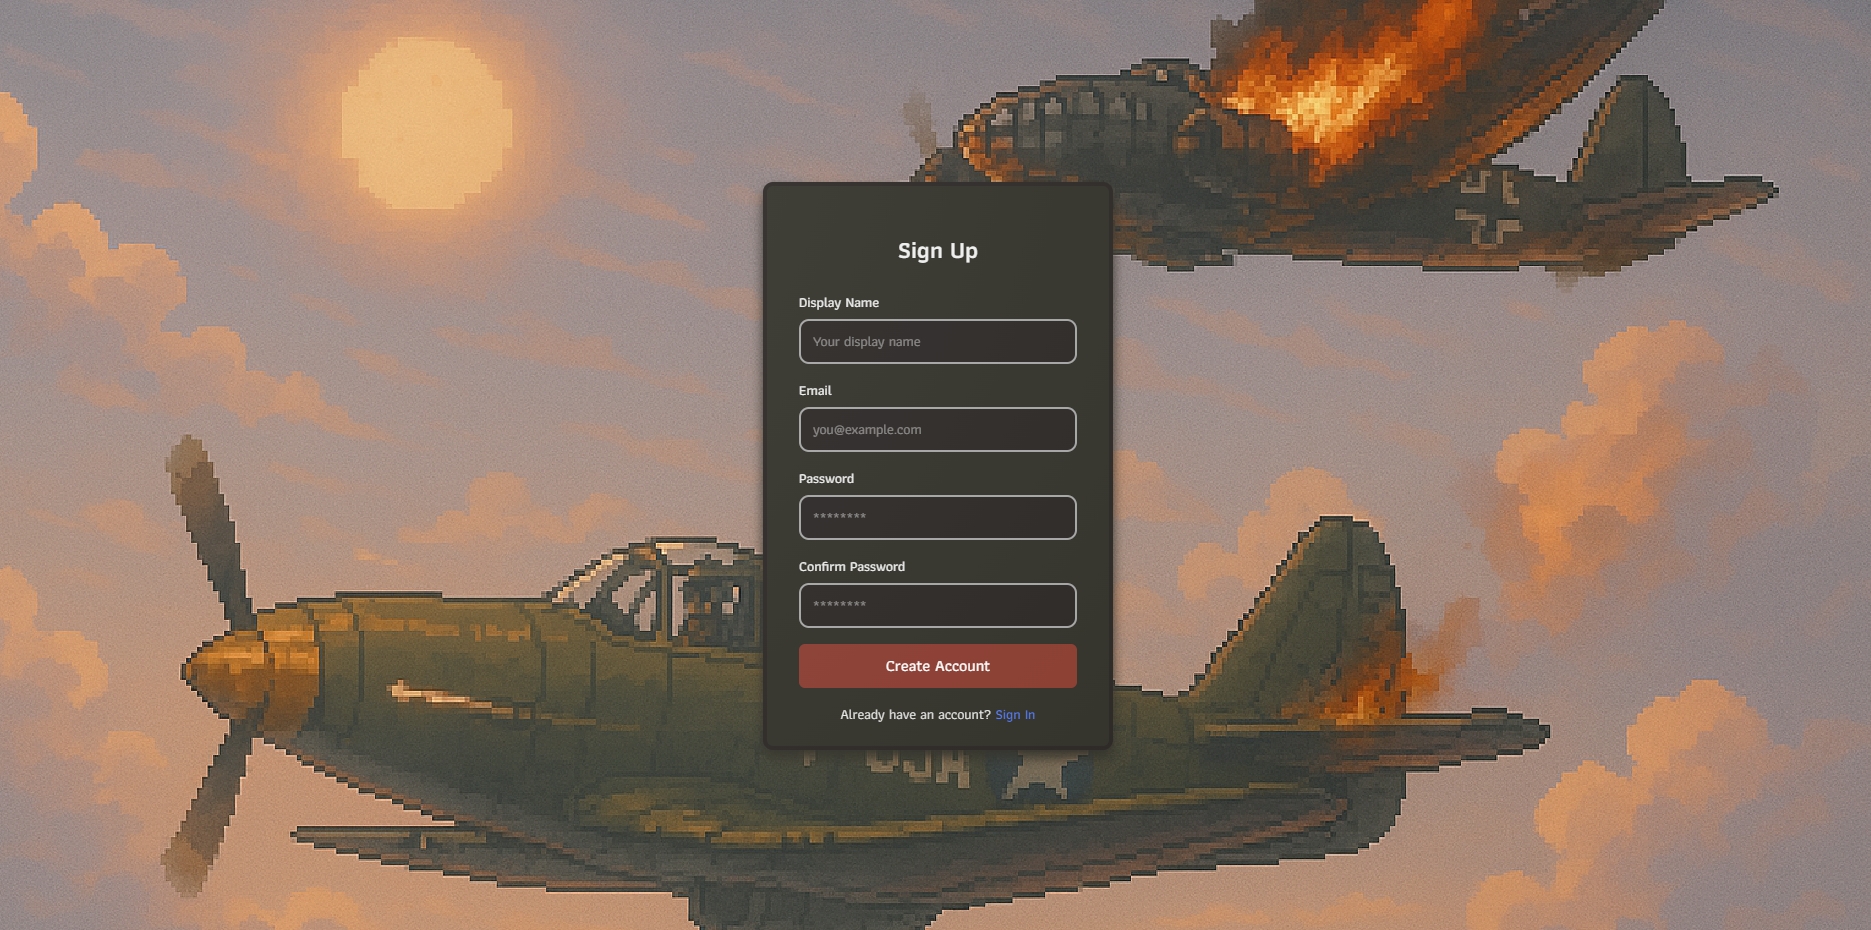 Sign Up
Display Name
Your display name
Email
you@example.com
Password
********
Confirm Password
********
Create Account
Already have an account? Sign In